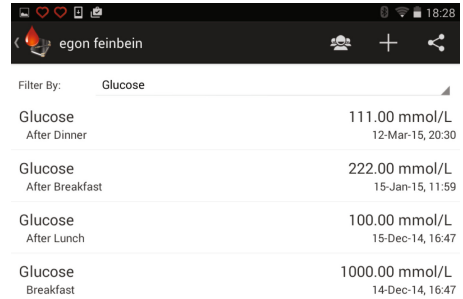 18:28
egon feinbein
Filter By: Glucose
Glucose 111.00 mmol/L
After Dinner 12-Mar-15, 20:30
Glucose 222.00 mmol/L
After Breakfast 15-Jan-15, 11:59
Glucose 100.00 mmol/L
After Lunch 15-Dec-14, 16:47
Glucose 1000.00 mmol/L
Breakfast 14-Dec-14, 16:47